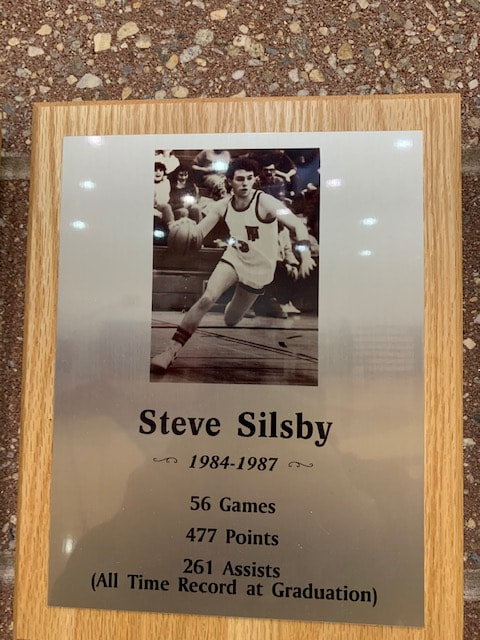 Steve Silsby
1984-1987
56 Games
477 Points
261 Assists
(All Time Record at Graduation)